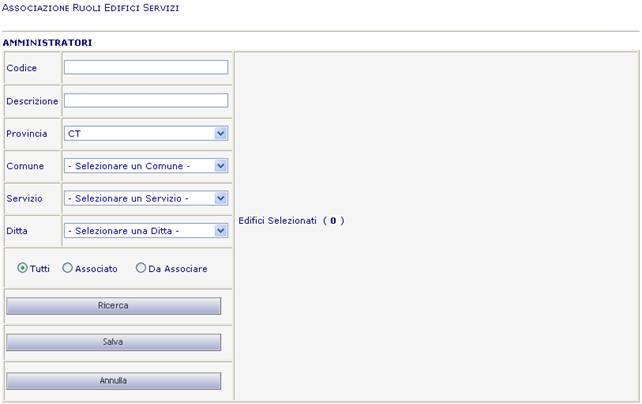 Associazione Ruoli Edifici Servizi
AMMINISTRATORI
Codice
Descrizione
Provincia CT
Comune - Selezionare un Comune -
Servizio - Selezionare un Servizio -
Ditta - Selezionare una Ditta -
Edifici Selezionati ( 0 )
Tutti Associato Da Associare
Ricerca
Salva
Annulla